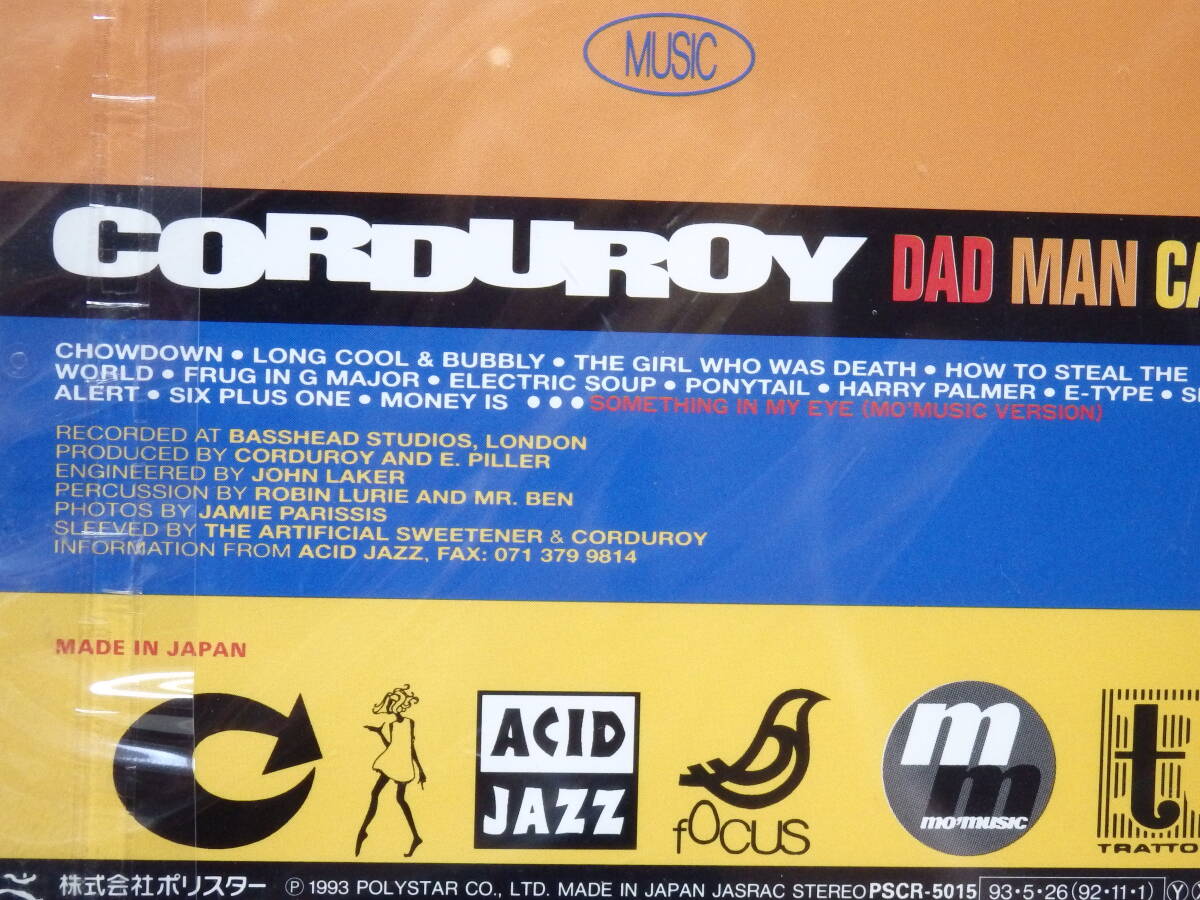 MUSIC
CORDUROY DAD MAN CA
CHOWDOWN • LONG COOL & BUBBLY • THE GIRL WHO WAS DEATH • HOW TO STEAL THE
WORLD • FRUG IN G MAJOR • ELECTRIC SOUP • PONYTAIL • HARRY PALMER • E-TYPE •
ALERT • SIX PLUS ONE • MONEY IS ••• SOMETHING IN MY EYE (MO'MUSIC VERSION)
RECORDED AT BASSHEAD STUDIOS, LONDON
PRODUCED BY CORDUROY AND E. PILLER
ENGINEERED BY JOHN LAKER
PERCUSSION BY ROBIN LURIE AND MR. BEN
PHOTOS BY JAMIE PARISSIS
SLEEVED BY THE ARTIFICIAL SWEETENER & CORDUROY
INFORMATION FROM ACID JAZZ, FAX: 071 379 9814
MADE IN JAPAN
ACID
JAZZ
fOCUS
mm
mo'music
t
TRATTO
株式会社ポリスター Ⓟ 1993 POLYSTAR CO., LTD. MADE IN JAPAN JASRAC STEREO PSCR-5015 93·5·26(92·11·1) Ⓨ